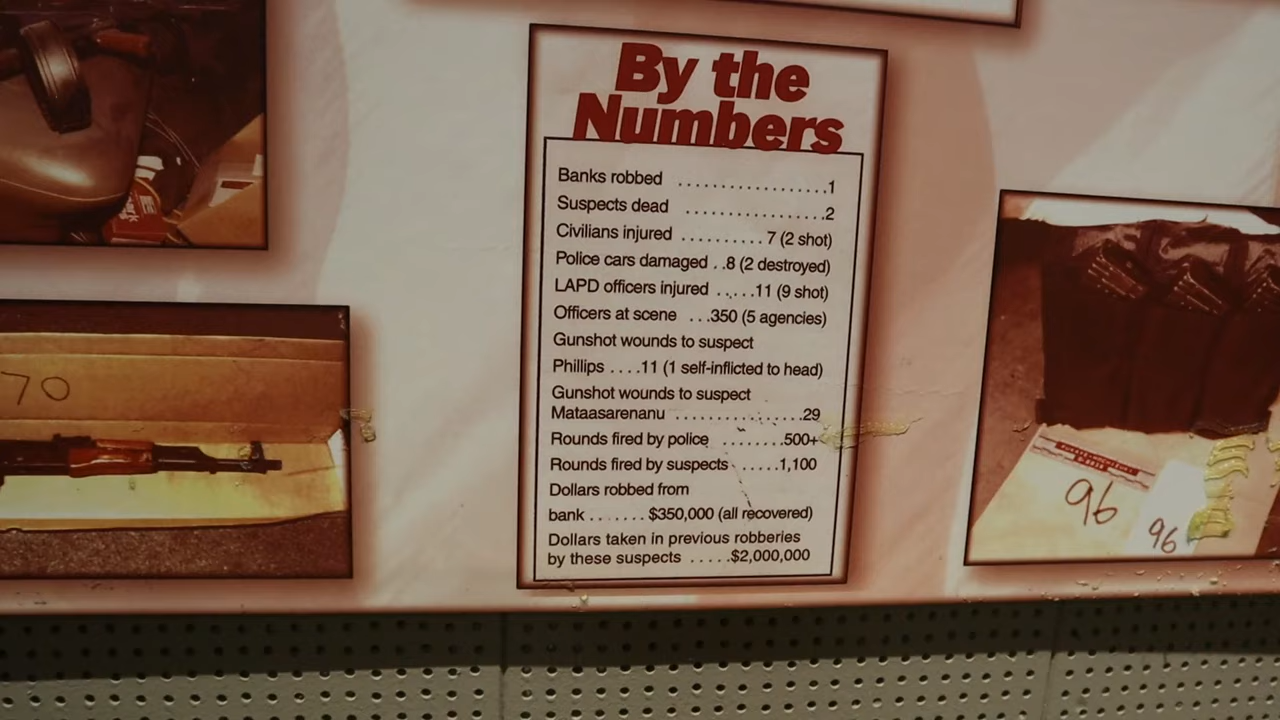 By the
Numbers
Banks robbed ..................1
Suspects dead .................2
Civilians injured ..........7 (2 shot)
Police cars damaged ..8 (2 destroyed)
LAPD officers injured .....11 (9 shot)
Officers at scene ...350 (5 agencies)
Gunshot wounds to suspect
Phillips ....11 (1 self-inflicted to head)
Gunshot wounds to suspect
Mataasarenanu ................29
Rounds fired by police ........500+
Rounds fired by suspects ......1,100
Dollars robbed from
bank .......$350,000 (all recovered)
Dollars taken in previous robberies
by these suspects .....$2,000,000
70
96
96